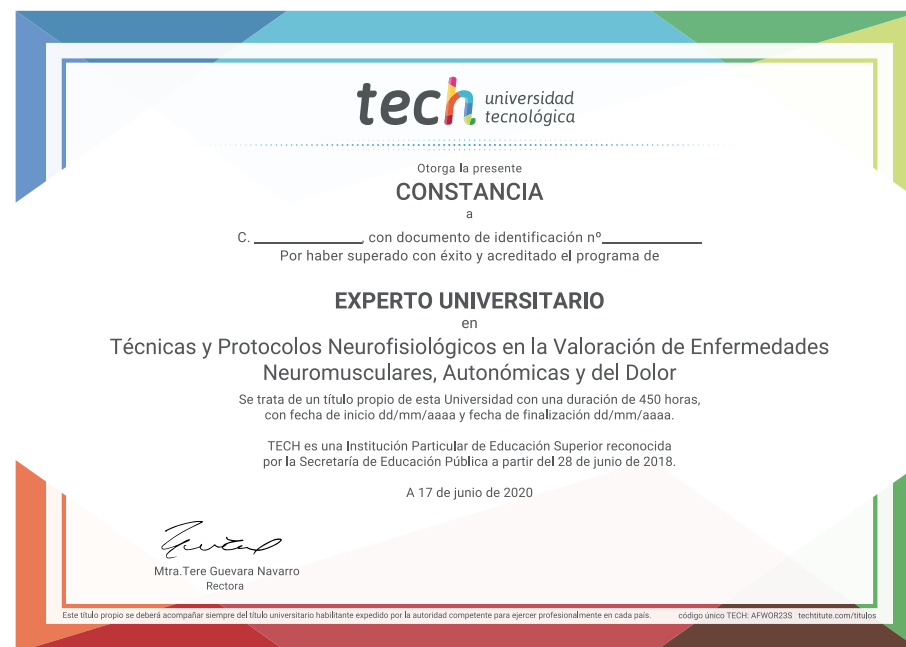 tech universidad
tecnológica
Otorga la presente
CONSTANCIA
a
C. ____________, con documento de identificación nº____________
Por haber superado con éxito y acreditado el programa de
EXPERTO UNIVERSITARIO
en
Técnicas y Protocolos Neurofisiológicos en la Valoración de Enfermedades
Neuromusculares, Autonómicas y del Dolor
Se trata de un título propio de esta Universidad con una duración de 450 horas,
con fecha de inicio dd/mm/aaaa y fecha de finalización dd/mm/aaaa.
TECH es una Institución Particular de Educación Superior reconocida
por la Secretaría de Educación Pública a partir del 28 de junio de 2018.
A 17 de junio de 2020
Mtra.Tere Guevara Navarro
Rectora
Este título propio se deberá acompañar siempre del título universitario habilitante expedido por la autoridad competente para ejercer profesionalmente en cada país. código único TECH: AFWOR23S techtitute.com/titulos